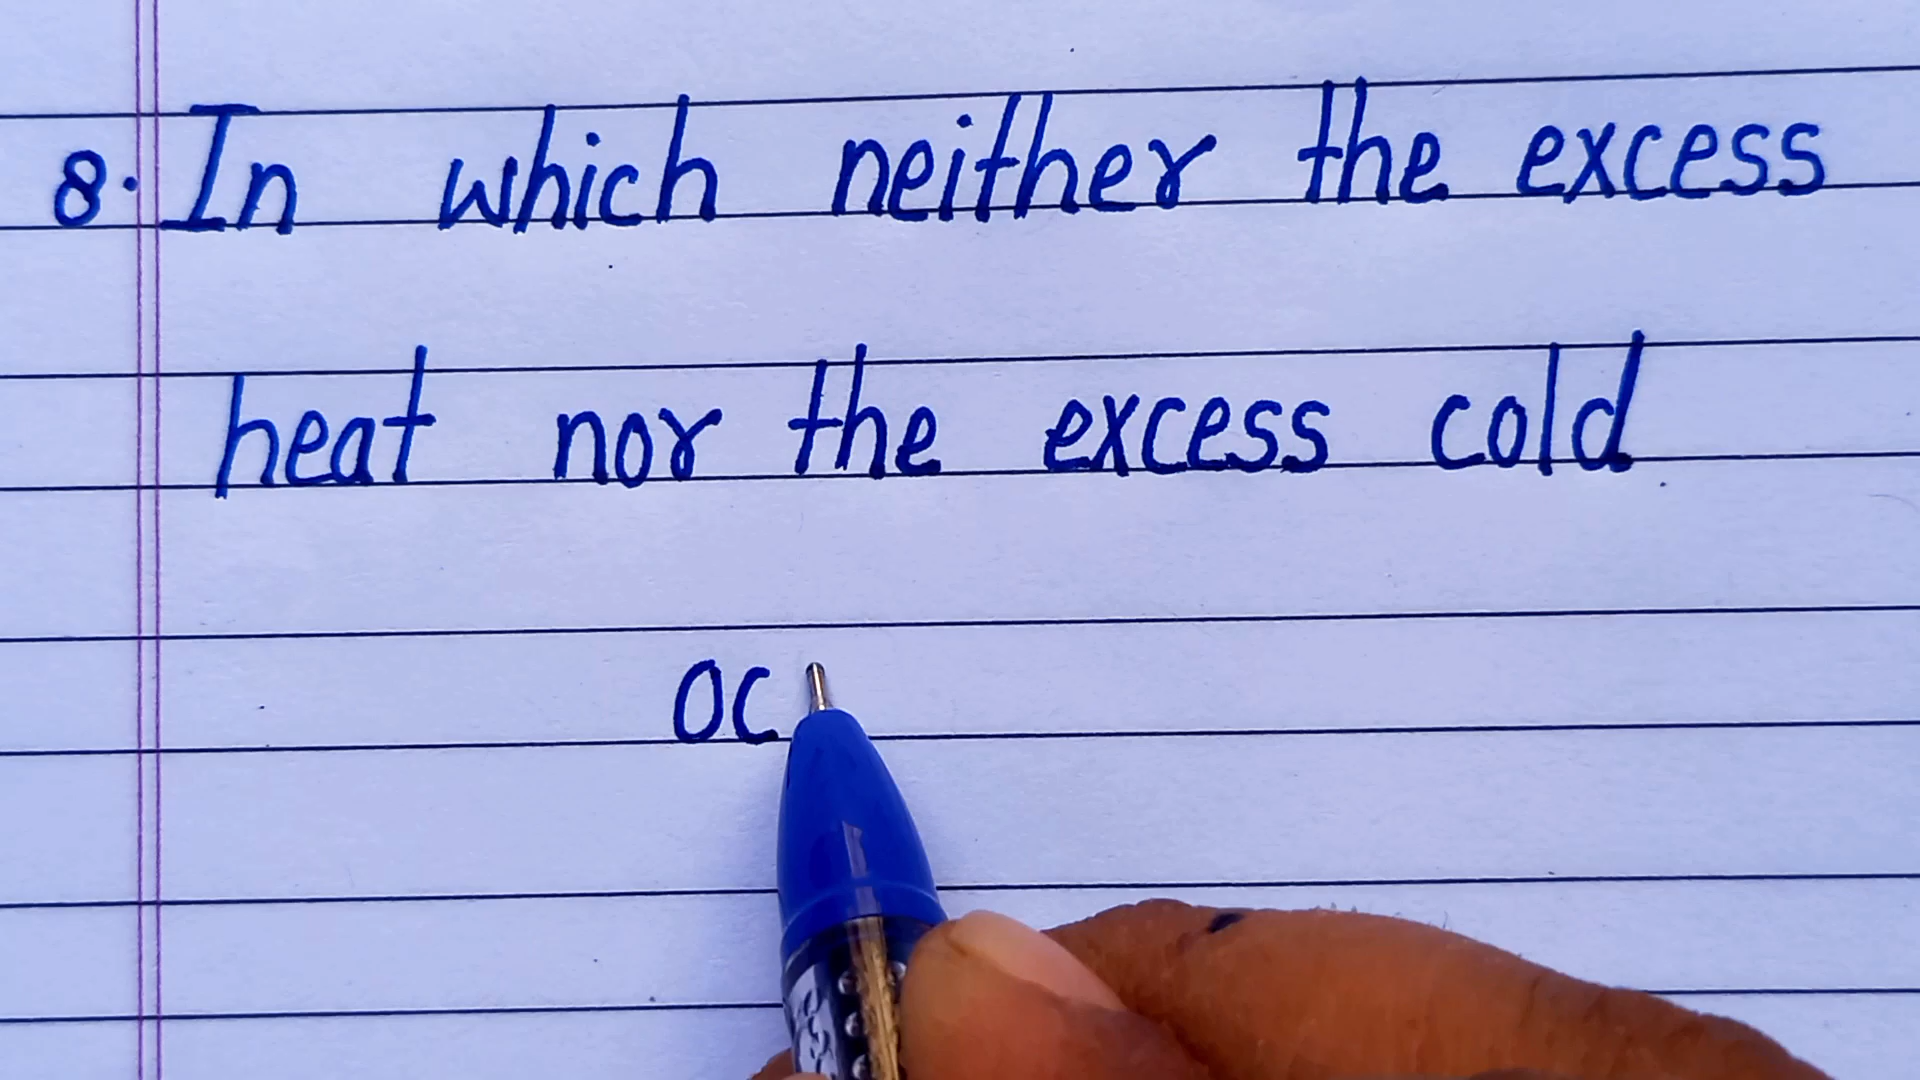 8. In which neither the excess
heat nor the excess cold
oc